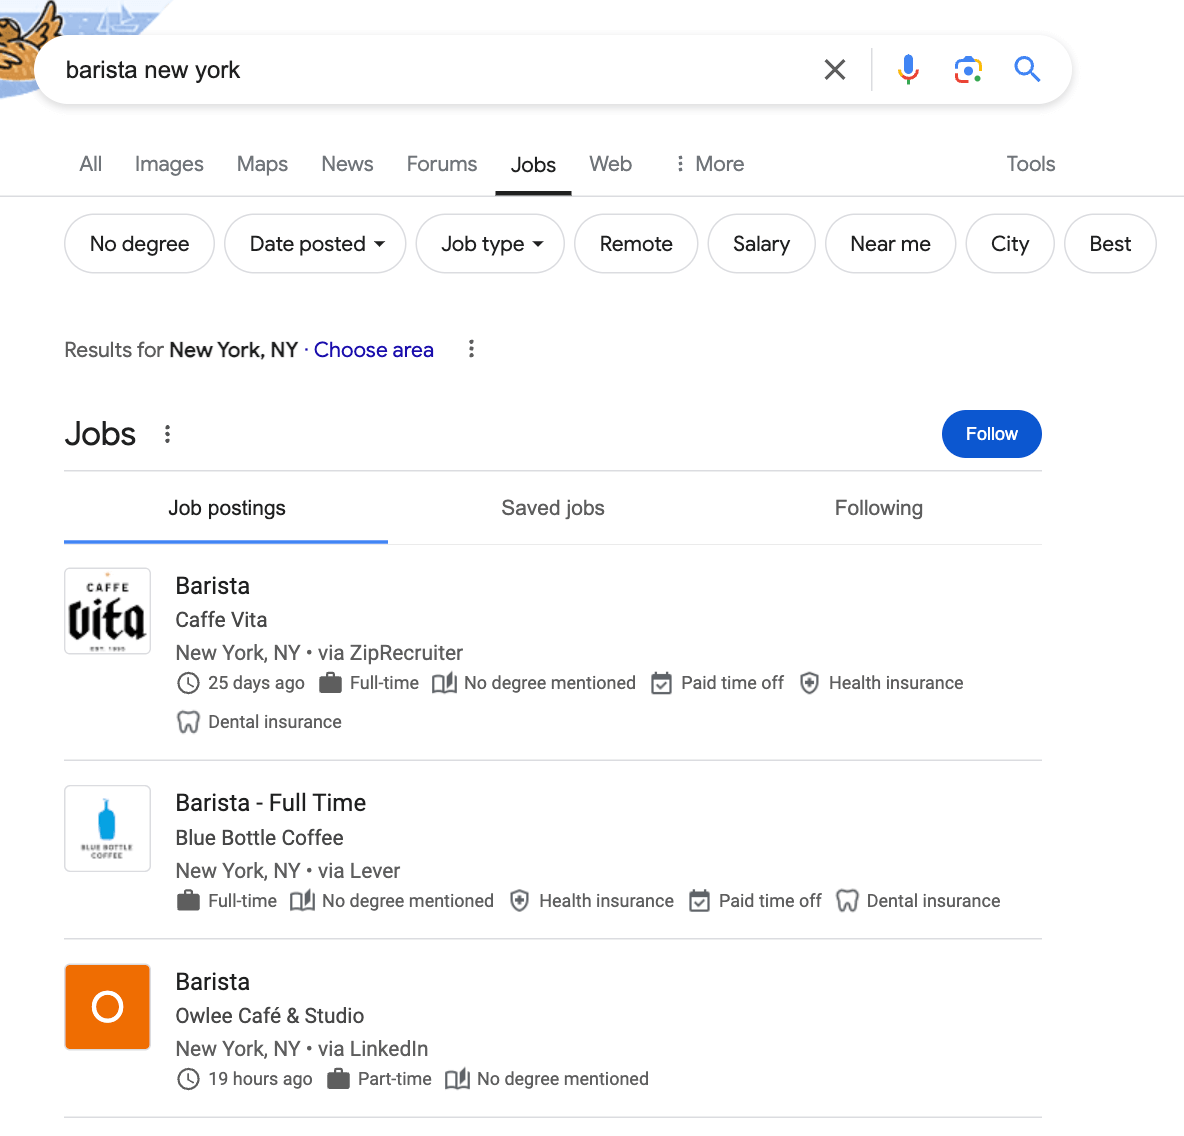 barista new york
All Images Maps News Forums Jobs Web More Tools
No degree Date posted Job type Remote Salary Near me City Best
Results for New York, NY · Choose area
Jobs Follow
Job postings Saved jobs Following
CAFFE
Vita
EST. 1995
Barista
Caffe Vita
New York, NY • via ZipRecruiter
25 days ago Full-time No degree mentioned Paid time off Health insurance
Dental insurance
BLUE BOTTLE
COFFEE
Barista - Full Time
Blue Bottle Coffee
New York, NY • via Lever
Full-time No degree mentioned Health insurance Paid time off Dental insurance
O
Barista
Owlee Café & Studio
New York, NY • via LinkedIn
19 hours ago Part-time No degree mentioned